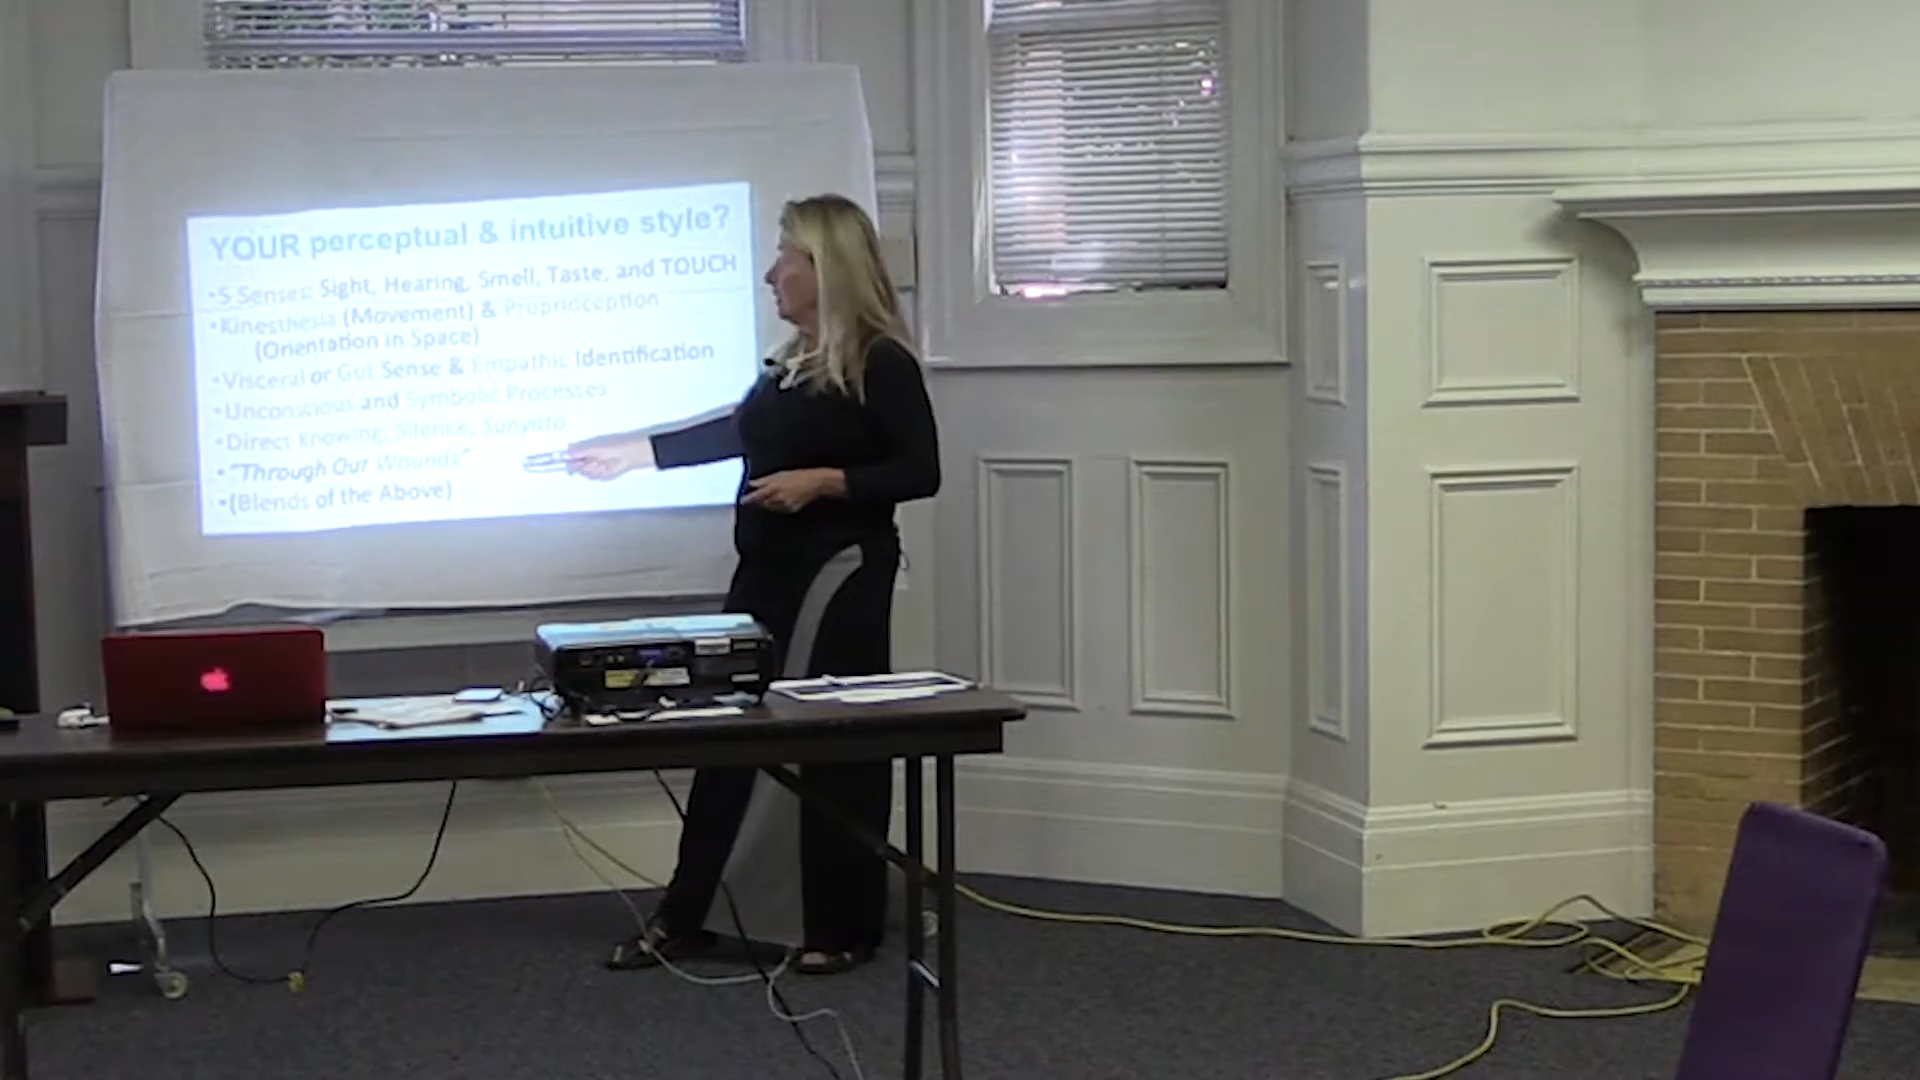 YOUR perceptual & intuitive style?
•5 Senses: Sight, Hearing, Smell, Taste, and TOUCH
•Kinesthesia (Movement) & Proprioception
(Orientation in Space)
•Visceral or Gut Sense & Empathic Identification
•Unconscious and Symbolic Processes
•Direct Knowing, Silence, Sunyata
•"Through Our Wounds"
•(Blends of the Above)